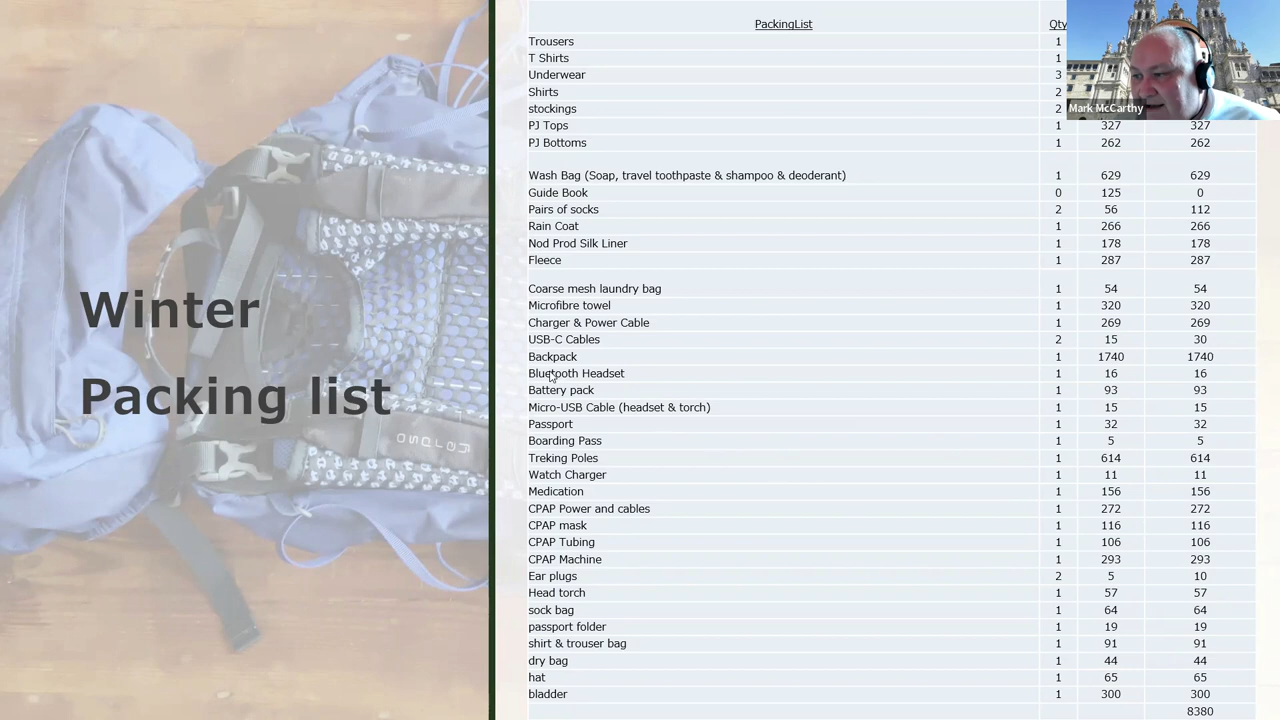 Winter
Packing list
PackingList Qty
Trousers 1
T Shirts 1
Underwear 3
Shirts 2
stockings 2
PJ Tops 1 327 327
PJ Bottoms 1 262 262
Wash Bag (Soap, travel toothpaste & shampoo & deoderant) 1 629 629
Guide Book 0 125 0
Pairs of socks 2 56 112
Rain Coat 1 266 266
Nod Prod Silk Liner 1 178 178
Fleece 1 287 287
Coarse mesh laundry bag 1 54 54
Microfibre towel 1 320 320
Charger & Power Cable 1 269 269
USB-C Cables 2 15 30
Backpack 1 1740 1740
Bluetooth Headset 1 16 16
Battery pack 1 93 93
Micro-USB Cable (headset & torch) 1 15 15
Passport 1 32 32
Boarding Pass 1 5 5
Treking Poles 1 614 614
Watch Charger 1 11 11
Medication 1 156 156
CPAP Power and cables 1 272 272
CPAP mask 1 116 116
CPAP Tubing 1 106 106
CPAP Machine 1 293 293
Ear plugs 2 5 10
Head torch 1 57 57
sock bag 1 64 64
passport folder 1 19 19
shirt & trouser bag 1 91 91
dry bag 1 44 44
hat 1 65 65
bladder 1 300 300
8380
Mark McCarthy
osprey